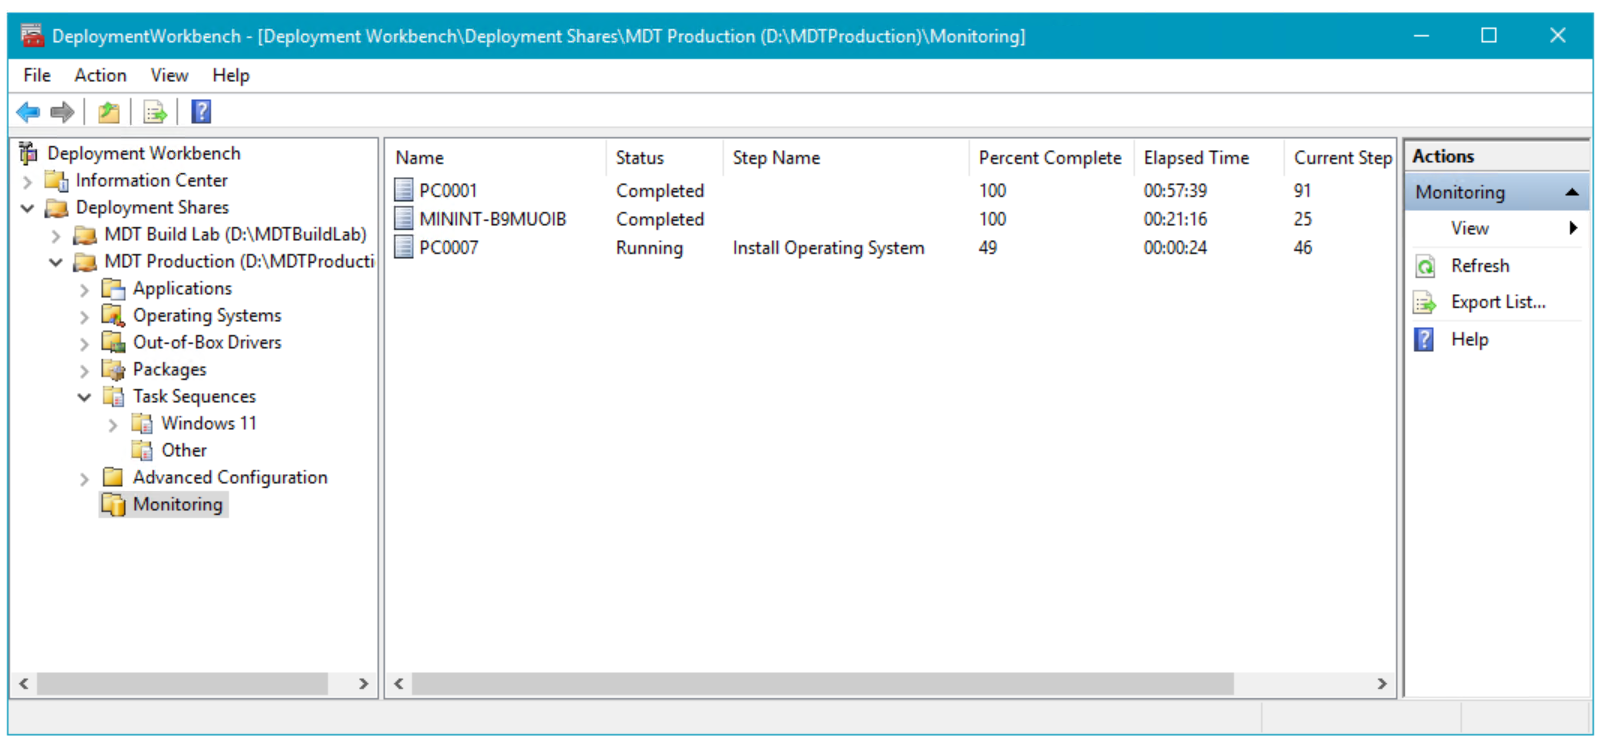 DeploymentWorkbench - [Deployment Workbench\Deployment Shares\MDT Production (D:\MDTProduction)\Monitoring]
File Action View Help
Deployment Workbench
Information Center
Deployment Shares
MDT Build Lab (D:\MDTBuildLab)
MDT Production (D:\MDTProducti
Applications
Operating Systems
Out-of-Box Drivers
Packages
Task Sequences
Windows 11
Other
Advanced Configuration
Monitoring
Name Status Step Name Percent Complete Elapsed Time Current Step
PC0001 Completed 100 00:57:39 91
MININT-B9MUOIB Completed 100 00:21:16 25
PC0007 Running Install Operating System 49 00:00:24 46
Actions
Monitoring
View
Refresh
Export List...
Help